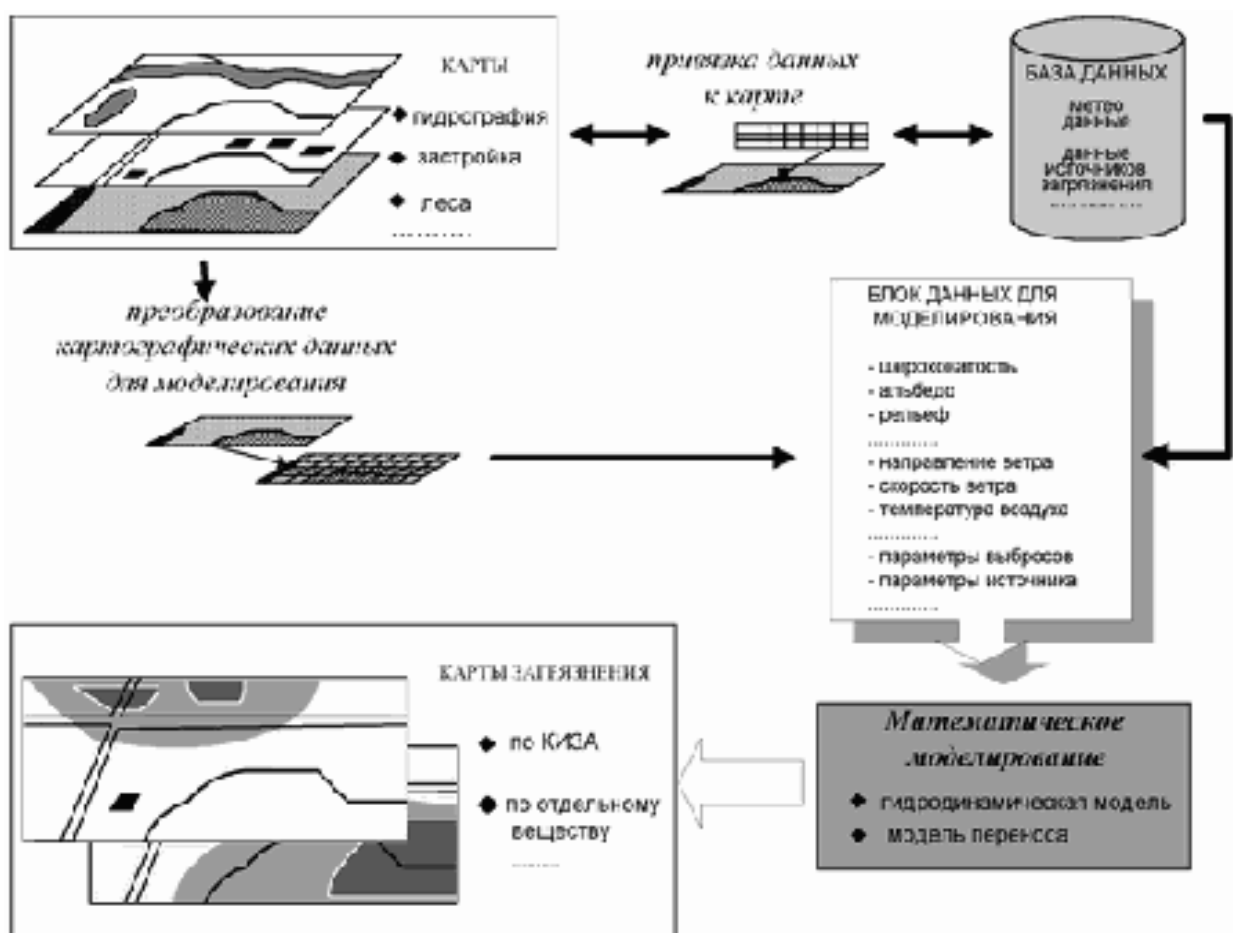 КАРТЫ
гидрография
застройка
леса
............
привязка данных
к карте
БАЗА ДАННЫХ
метео
данные
данные
источников
загрязнения
............
преобразование
картографических данных
для моделирования
БЛОК ДАННЫХ ДЛЯ
МОДЕЛИРОВАНИЯ
- шероховатость
- альбедо
- рельеф
............
- направление ветра
- скорость ветра
- температура воздуха
............
- параметры выбросов
- параметры источника
............
Математическое
моделирование
гидродинамическая модель
модель переноса
КАРТЫ ЗАГРЯЗНЕНИЯ
по КИЗА
по отдельному
веществу
........